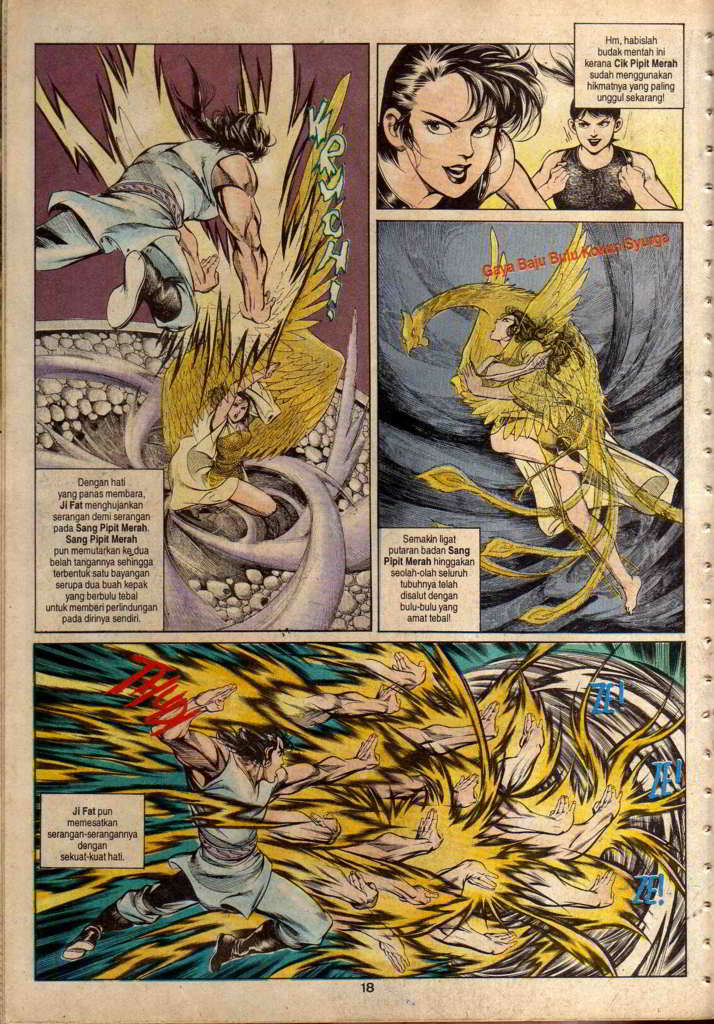 KRUCH!
Dengan hati
yang panas membara,
Ji Fat menghujankan
serangan demi serangan
pada Sang Pipit Merah.
Sang Pipit Merah
pun memutarkan ke dua
belah tangannya sehingga
terbentuk satu bayangan
serupa dua buah kepak
yang berbulu tebal
untuk memberi perlindungan
pada dirinya sendiri.
Hm, habislah
budak mentah ini
kerana Cik Pipit Merah
sudah menggunakan
hikmatnya yang paling
unggul sekarang!
Gaya Baju Bulu Syurga
Semakin ligat
putaran badan Sang
Pipit Merah hinggakan
seolah-olah seluruh
tubuhnya telah
disalut dengan
bulu-bulu yang
amat tebal!
Ji Fat pun
memesatkan
serangan-serangannya
dengan
sekuat-kuat hati.
ZE!
ZE!
ZE!
18